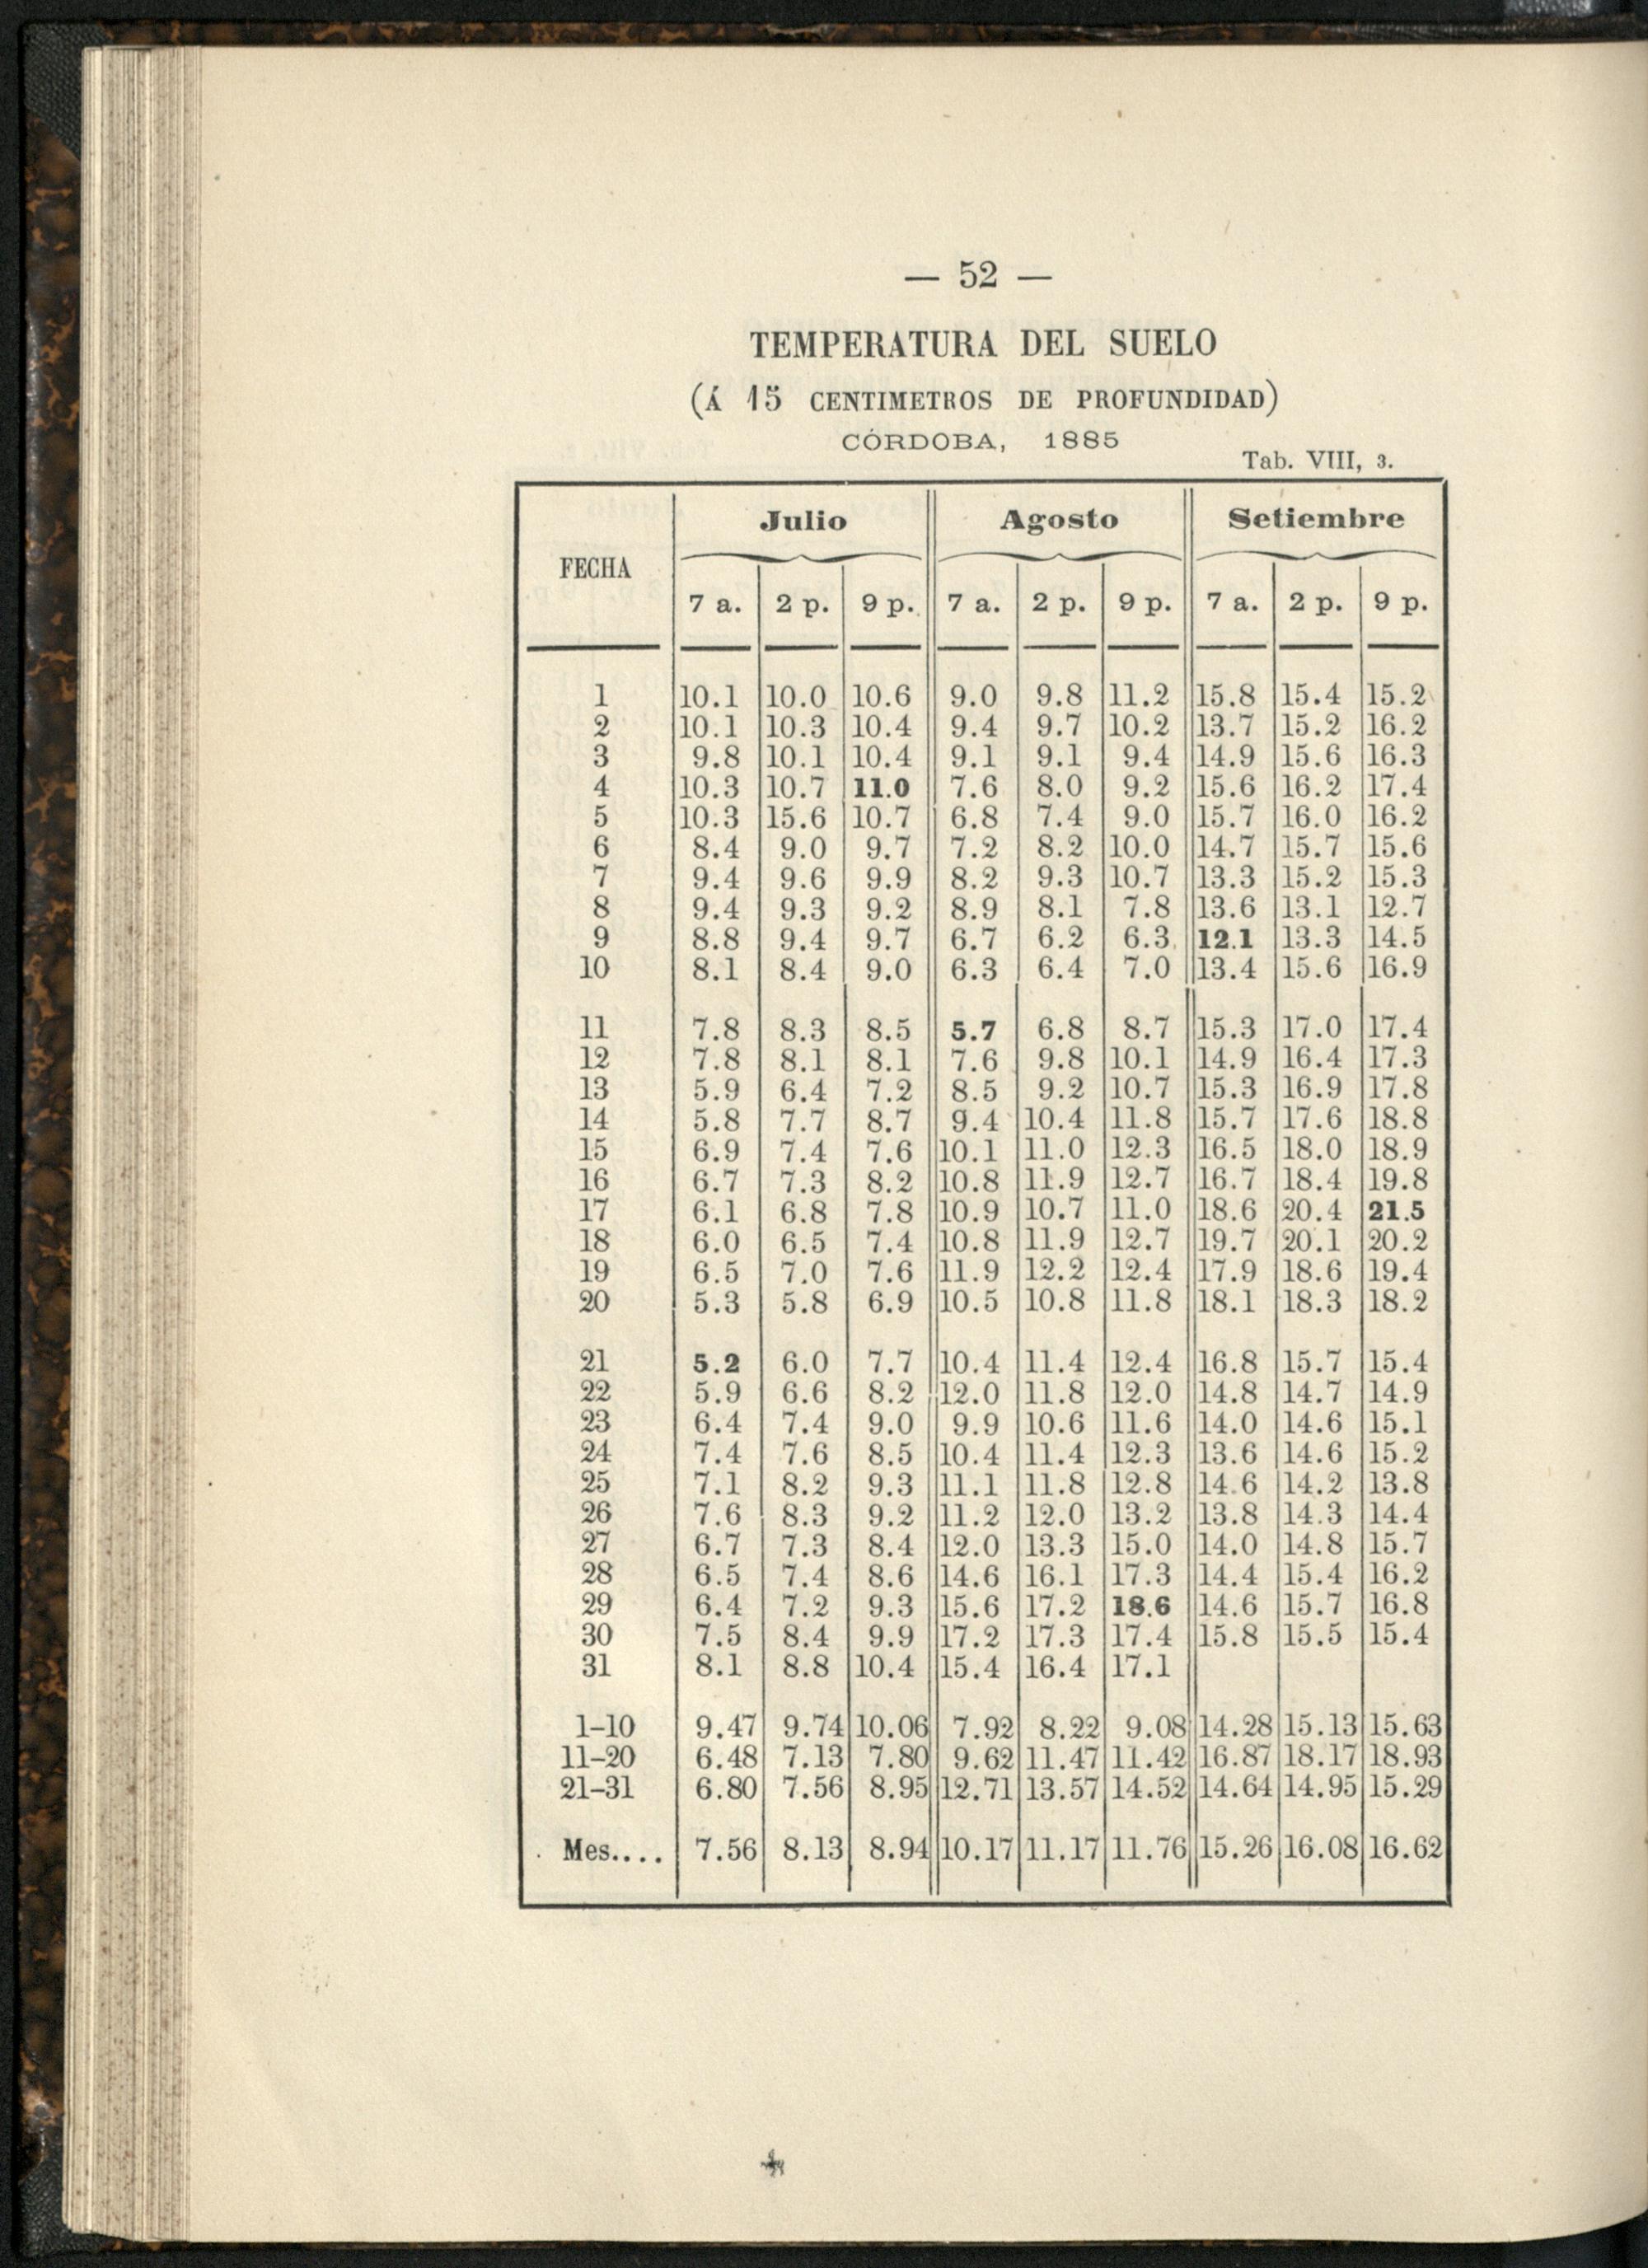 — 52 —
TEMPERATURA DEL SUELO
(Á 15 CENTIMETROS DE PROFUNDIDAD)
CÓRDOBA, 1885
Tab. VIII, 3.
FECHA Julio Agosto Setiembre
7 a. 2 p. 9 p. 7 a. 2 p. 9 p. 7 a. 2 p. 9 p.
1 10.1 10.0 10.6 9.0 9.8 11.2 15.8 15.4 15.2
2 10.1 10.3 10.4 9.4 9.7 10.2 13.7 15.2 16.2
3 9.8 10.1 10.4 9.1 9.1 9.4 14.9 15.6 16.3
4 10.3 10.7 11.0 7.6 8.0 9.2 15.6 16.2 17.4
5 10.3 15.6 10.7 6.8 7.4 9.0 15.7 16.0 16.2
6 8.4 9.0 9.7 7.2 8.2 10.0 14.7 15.7 15.6
7 9.4 9.6 9.9 8.2 9.3 10.7 13.3 15.2 15.3
8 9.4 9.3 9.2 8.9 8.1 7.8 13.6 13.1 12.7
9 8.8 9.4 9.7 6.7 6.2 6.3 12.1 13.3 14.5
10 8.1 8.4 9.0 6.3 6.4 7.0 13.4 15.6 16.9
11 7.8 8.3 8.5 5.7 6.8 8.7 15.3 17.0 17.4
12 7.8 8.1 8.1 7.6 9.8 10.1 14.9 16.4 17.3
13 5.9 6.4 7.2 8.5 9.2 10.7 15.3 16.9 17.8
14 5.8 7.7 8.7 9.4 10.4 11.8 15.7 17.6 18.8
15 6.9 7.4 7.6 10.1 11.0 12.3 16.5 18.0 18.9
16 6.7 7.3 8.2 10.8 11.9 12.7 16.7 18.4 19.8
17 6.1 6.8 7.8 10.9 10.7 11.0 18.6 20.4 21.5
18 6.0 6.5 7.4 10.8 11.9 12.7 19.7 20.1 20.2
19 6.5 7.0 7.6 11.9 12.2 12.4 17.9 18.6 19.4
20 5.3 5.8 6.9 10.5 10.8 11.8 18.1 18.3 18.2
21 5.2 6.0 7.7 10.4 11.4 12.4 16.8 15.7 15.4
22 5.9 6.6 8.2 12.0 11.8 12.0 14.8 14.7 14.9
23 6.4 7.4 9.0 9.9 10.6 11.6 14.0 14.6 15.1
24 7.4 7.6 8.5 10.4 11.4 12.3 13.6 14.6 15.2
25 7.1 8.2 9.3 11.1 11.8 12.8 14.6 14.2 13.8
26 7.6 8.3 9.2 11.2 12.0 13.2 13.8 14.3 14.4
27 6.7 7.3 8.4 12.0 13.3 15.0 14.0 14.8 15.7
28 6.5 7.4 8.6 14.6 16.1 17.3 14.4 15.4 16.2
29 6.4 7.2 9.3 15.6 17.2 18.6 14.6 15.7 16.8
30 7.5 8.4 9.9 17.2 17.3 17.4 15.8 15.5 15.4
31 8.1 8.8 10.4 15.4 16.4 17.1
1–10 9.47 9.74 10.06 7.92 8.22 9.08 14.28 15.13 15.63
11–20 6.48 7.13 7.80 9.62 11.47 11.42 16.87 18.17 18.93
21–31 6.80 7.56 8.95 12.71 13.57 14.52 14.64 14.95 15.29
Mes.... 7.56 8.13 8.94 10.17 11.17 11.76 15.26 16.08 16.62